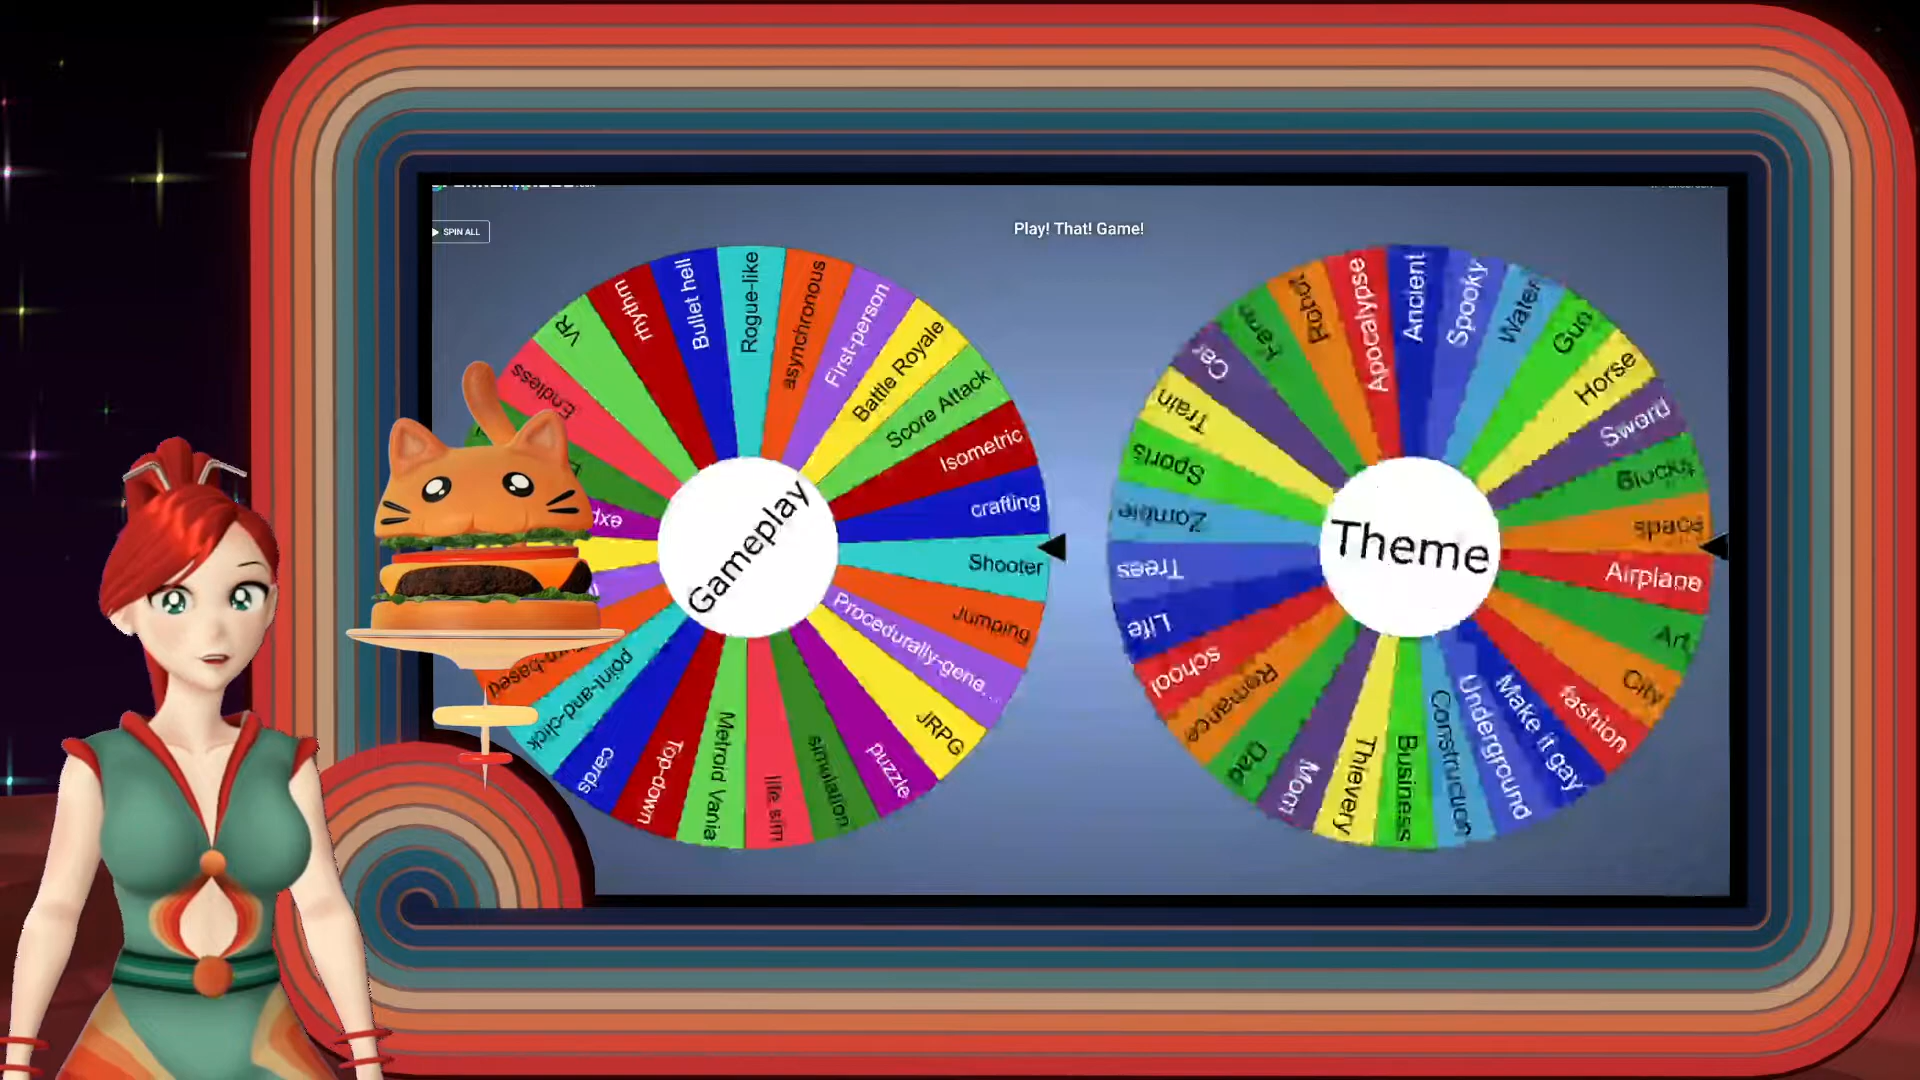 SPIN ALL
Play! That! Game!
Gameplay
Rogue-like
asynchronous
First-person
Battle Royale
Score Attack
Isometric
crafting
Shooter
Jumping
Procedurally-gene...
JRPG
puzzle
simulation
life sim
Metroid Vania
Top-down
cards
point-and-click
Endless
VR
rhythm
Bullet hell
Theme
Ancient
Spooky
Water
Gun
Horse
Sword
Blocks
space
Airplane
Art
City
fashion
Make it gay
Underground
Construction
Business
Thievery
Mom
Dad
Romance
school
Life
Trees
Zombie
Sports
Train
Car
Farm
Robot
Apocalypse